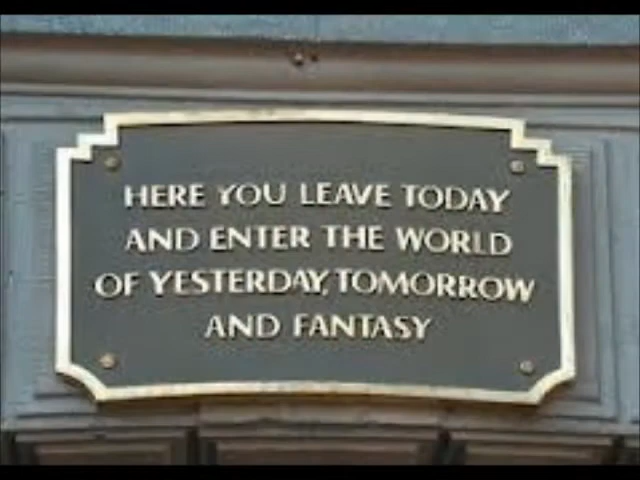 HERE YOU LEAVE TODAY
AND ENTER THE WORLD
OF YESTERDAY, TOMORROW
AND FANTASY